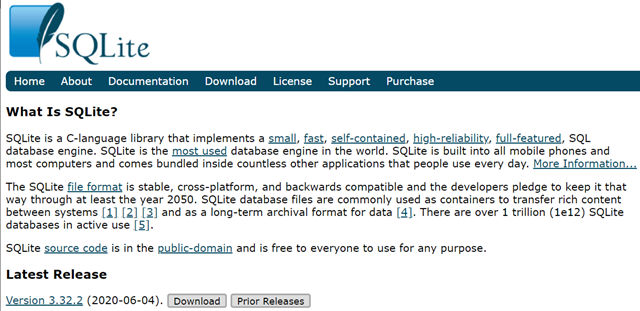 SQLite
Home About Documentation Download License Support Purchase
What Is SQLite?
SQLite is a C-language library that implements a small, fast, self-contained, high-reliability, full-featured, SQL
database engine. SQLite is the most used database engine in the world. SQLite is built into all mobile phones and
most computers and comes bundled inside countless other applications that people use every day. More Information...
The SQLite file format is stable, cross-platform, and backwards compatible and the developers pledge to keep it that
way through at least the year 2050. SQLite database files are commonly used as containers to transfer rich content
between systems [1] [2] [3] and as a long-term archival format for data [4]. There are over 1 trillion (1e12) SQLite
databases in active use [5].
SQLite source code is in the public-domain and is free to everyone to use for any purpose.
Latest Release
Version 3.32.2 (2020-06-04). Download Prior Releases